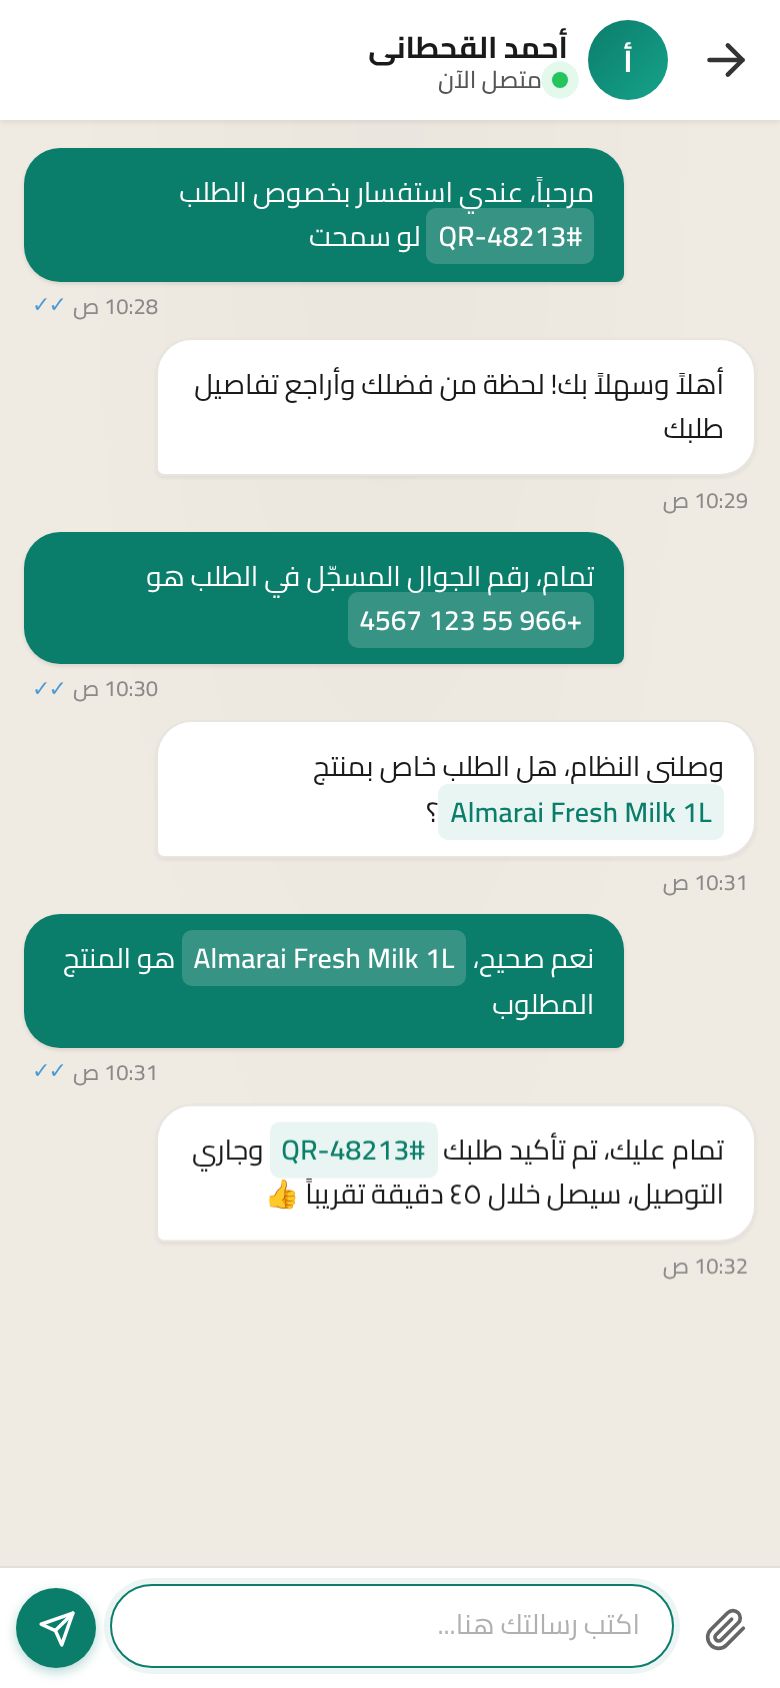 أ
أحمد القحطاني
متصل الآن
مرحباً، عندي استفسار بخصوص الطلب
#QR-48213 لو سمحت
10:28 ص ✓✓
أهلاً وسهلاً بك! لحظة من فضلك وأراجع تفاصيل
طلبك
10:29 ص
تمام، رقم الجوال المسجّل في الطلب هو
+966 55 123 4567
10:30 ص ✓✓
وصلني النظام، هل الطلب خاص بمنتج
Almarai Fresh Milk 1L؟
10:31 ص
نعم صحيح، Almarai Fresh Milk 1L هو المنتج
المطلوب
10:31 ص ✓✓
تمام عليك، تم تأكيد طلبك #QR-48213 وجاري
التوصيل، سيصل خلال ٤٥ دقيقة تقريباً 👍
10:32 ص
اكتب رسالتك هنا...